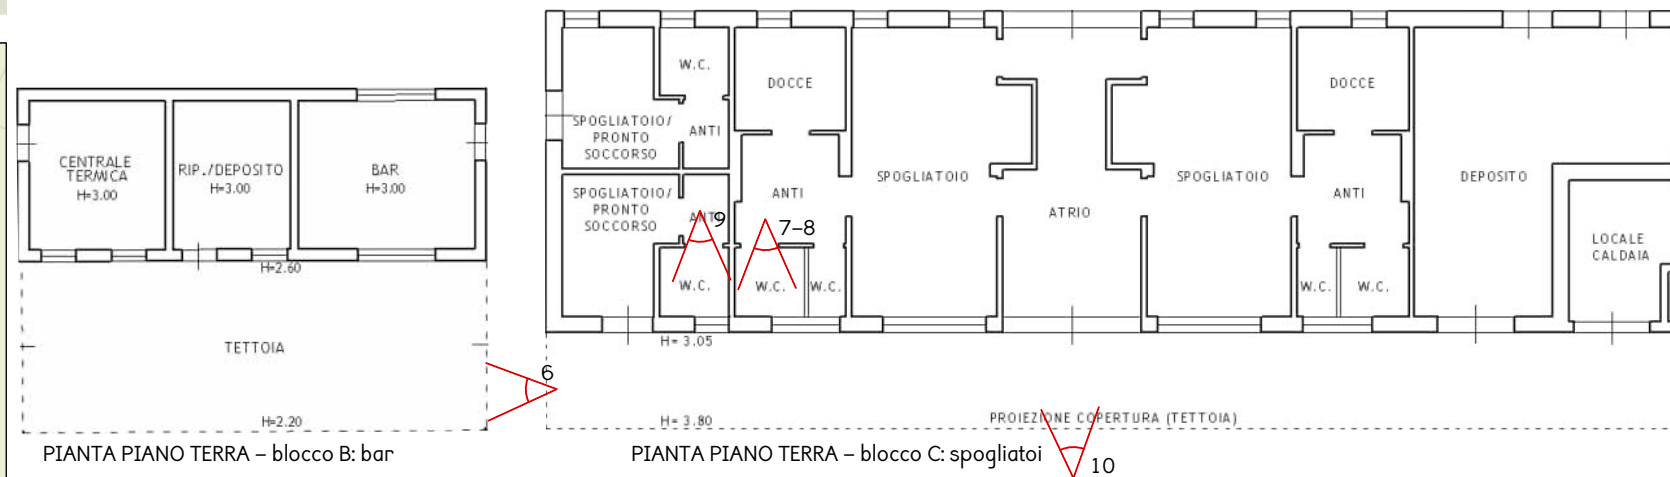 CENTRALE
TERMICA
H=3.00
RIP./DEPOSITO
H=3.00
BAR
H=3.00
H=2.60
TETTOIA
H=2.20
6
PIANTA PIANO TERRA – blocco B: bar
W.C.
SPOGLIATOIO/
PRONTO
SOCCORSO
ANTI
SPOGLIATOIO/
PRONTO
SOCCORSO
ANTI
9
W.C.
DOCCE
ANTI
7–8
W.C.
W.C.
SPOGLIATOIO
ATRIO
SPOGLIATOIO
DOCCE
ANTI
W.C.
W.C.
DEPOSITO
LOCALE
CALDAIA
H= 3.05
H= 3.80
PROIEZIONE COPERTURA (TETTOIA)
10
PIANTA PIANO TERRA – blocco C: spogliatoi